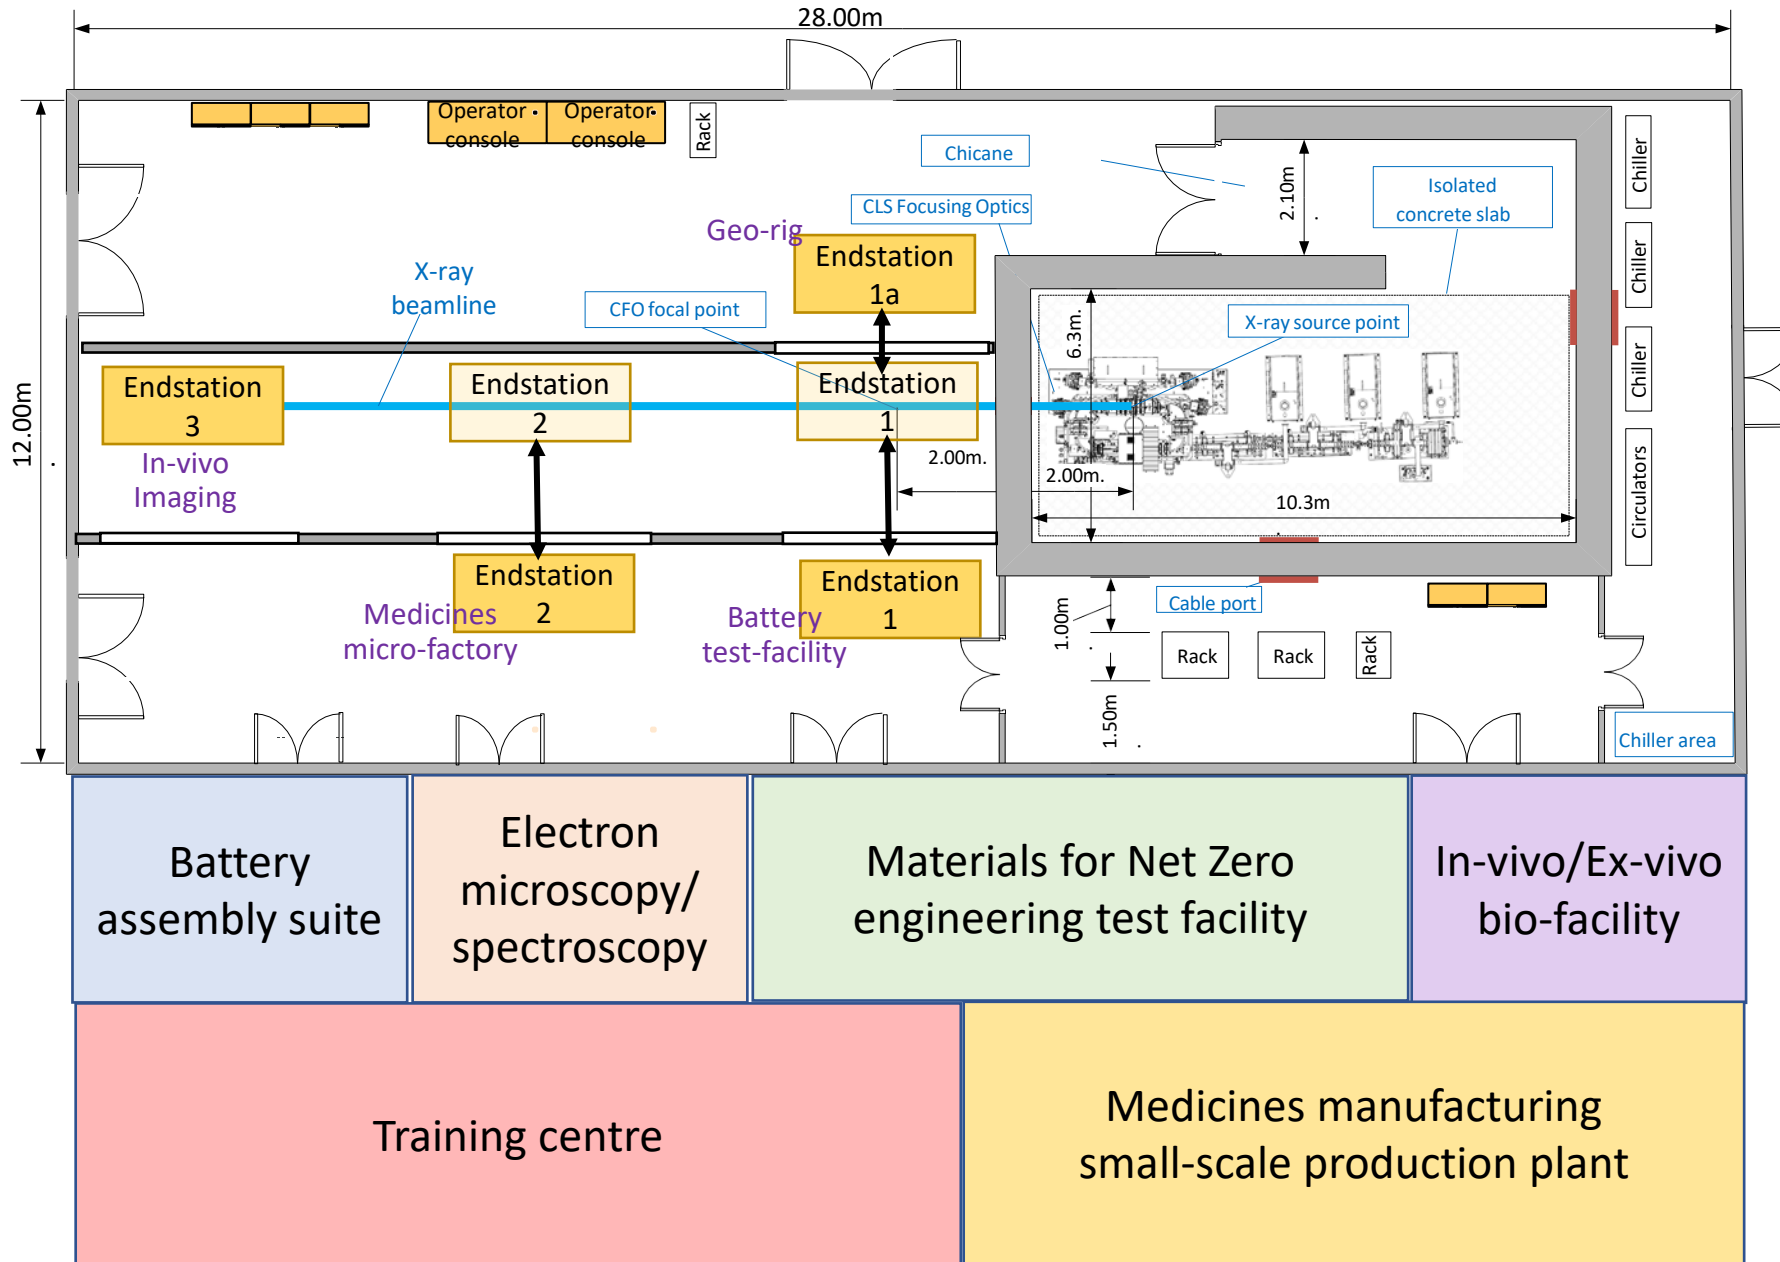 28.00m
Operator
console
Operator
console
Rack
Chicane
2.10m
Isolated
concrete slab
Chiller
CLS Focusing Optics
Geo-rig
Endstation
1a
Chiller
X-ray
beamline
CFO focal point
6.3m.
X-ray source point
Chiller
12.00m
.
Endstation
3
Endstation
2
Endstation
1
In-vivo
Imaging
2.00m.
2.00m.
10.3m
Circulators
Endstation
2
Endstation
1
Medicines
micro-factory
Battery
test-facility
1.00m
Cable port
Rack
Rack
Rack
1.50m
Chiller area
Battery
assembly suite
Electron
microscopy/
spectroscopy
Materials for Net Zero
engineering test facility
In-vivo/Ex-vivo
bio-facility
Training centre
Medicines manufacturing
small-scale production plant